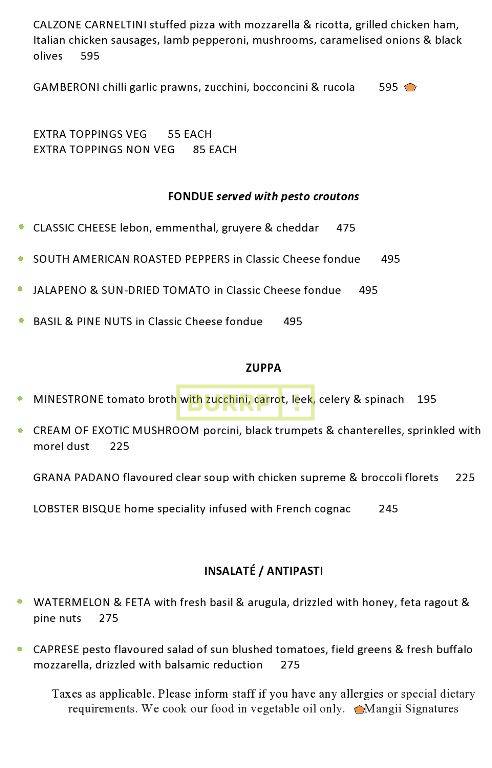 CALZONE CARNELTINI stuffed pizza with mozzarella & ricotta, grilled chicken ham,
Italian chicken sausages, lamb pepperoni, mushrooms, caramelised onions & black
olives 595
GAMBERONI chilli garlic prawns, zucchini, bocconcini & rucola 595
EXTRA TOPPINGS VEG 55 EACH
EXTRA TOPPINGS NON VEG 85 EACH
FONDUE served with pesto croutons
CLASSIC CHEESE lebon, emmenthal, gruyere & cheddar 475
SOUTH AMERICAN ROASTED PEPPERS in Classic Cheese fondue 495
JALAPENO & SUN-DRIED TOMATO in Classic Cheese fondue 495
BASIL & PINE NUTS in Classic Cheese fondue 495
ZUPPA
MINESTRONE tomato broth with zucchini, carrot, leek, celery & spinach 195
BURRP!
CREAM OF EXOTIC MUSHROOM porcini, black trumpets & chanterelles, sprinkled with
morel dust 225
GRANA PADANO flavoured clear soup with chicken supreme & broccoli florets 225
LOBSTER BISQUE home speciality infused with French cognac 245
INSALATÉ / ANTIPASTI
WATERMELON & FETA with fresh basil & arugula, drizzled with honey, feta ragout &
pine nuts 275
CAPRESE pesto flavoured salad of sun blushed tomatoes, field greens & fresh buffalo
mozzarella, drizzled with balsamic reduction 275
Taxes as applicable. Please inform staff if you have any allergies or special dietary
requirements. We cook our food in vegetable oil only. Mangii Signatures